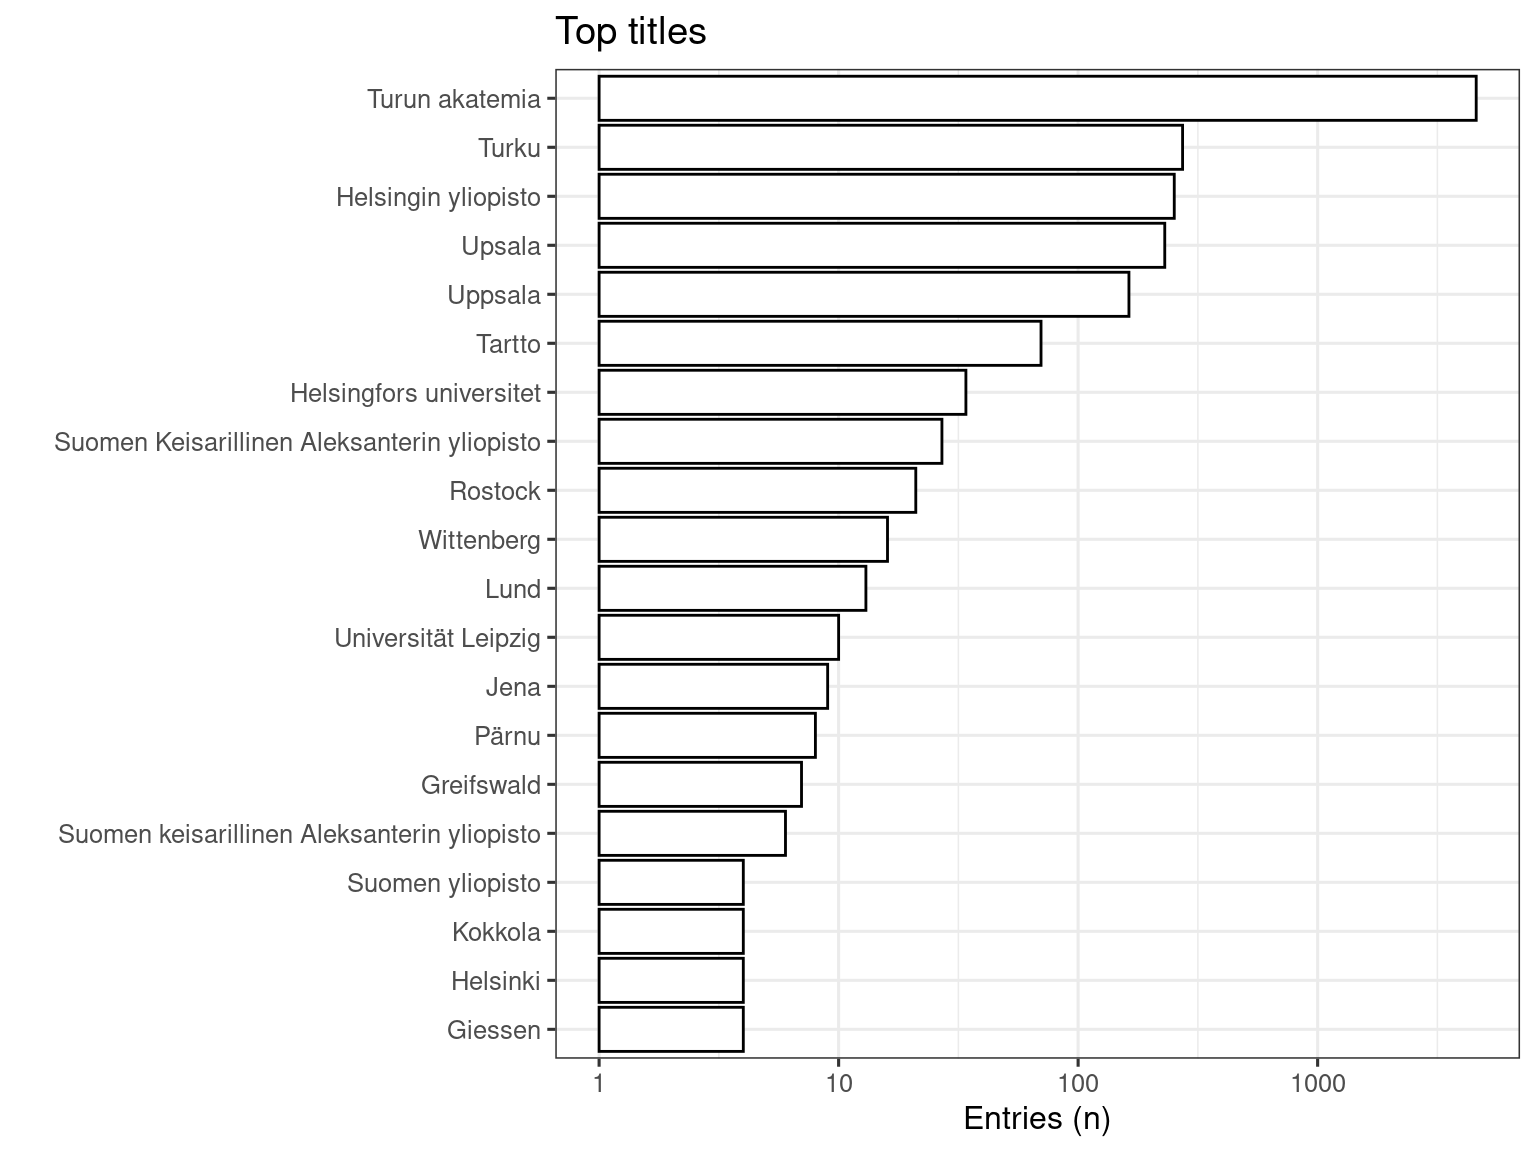 Top titles
Turun akatemia
Turku
Helsingin yliopisto
Upsala
Uppsala
Tartto
Helsingfors universitet
Suomen Keisarillinen Aleksanterin yliopisto
Rostock
Wittenberg
Lund
Universität Leipzig
Jena
Pärnu
Greifswald
Suomen keisarillinen Aleksanterin yliopisto
Suomen yliopisto
Kokkola
Helsinki
Giessen
1 10 100 1000
Entries (n)